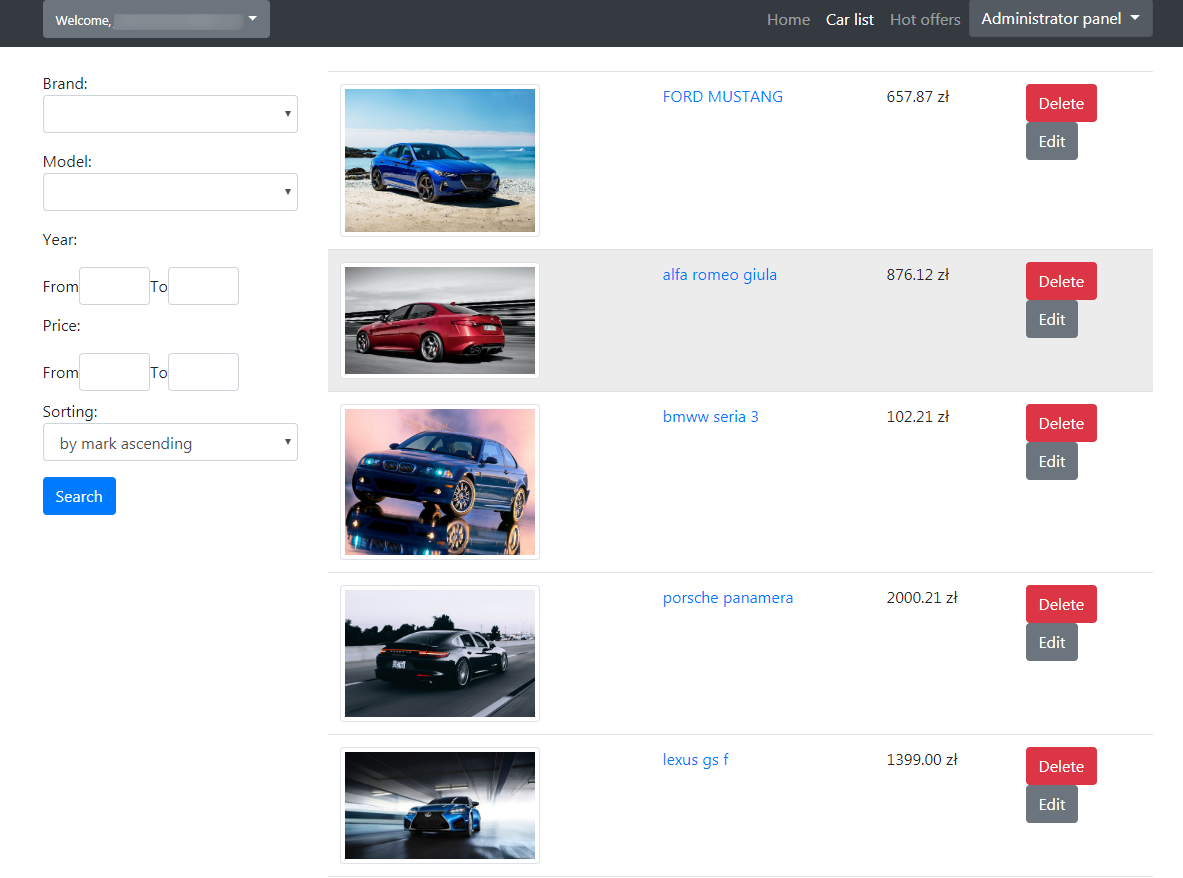 Welcome,
Home Car list Hot offers Administrator panel
Brand:
Model:
Year:
From To
Price:
From To
Sorting:
by mark ascending
Search
FORD MUSTANG 657.87 zł Delete
Edit
alfa romeo giula 876.12 zł Delete
Edit
bmww seria 3 102.21 zł Delete
Edit
porsche panamera 2000.21 zł Delete
Edit
lexus gs f 1399.00 zł Delete
Edit